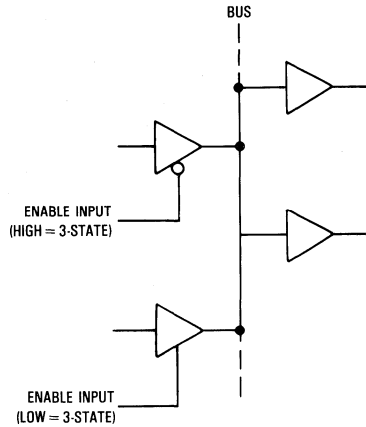 BUS
ENABLE INPUT
(HIGH = 3-STATE)
ENABLE INPUT
(LOW = 3-STATE)